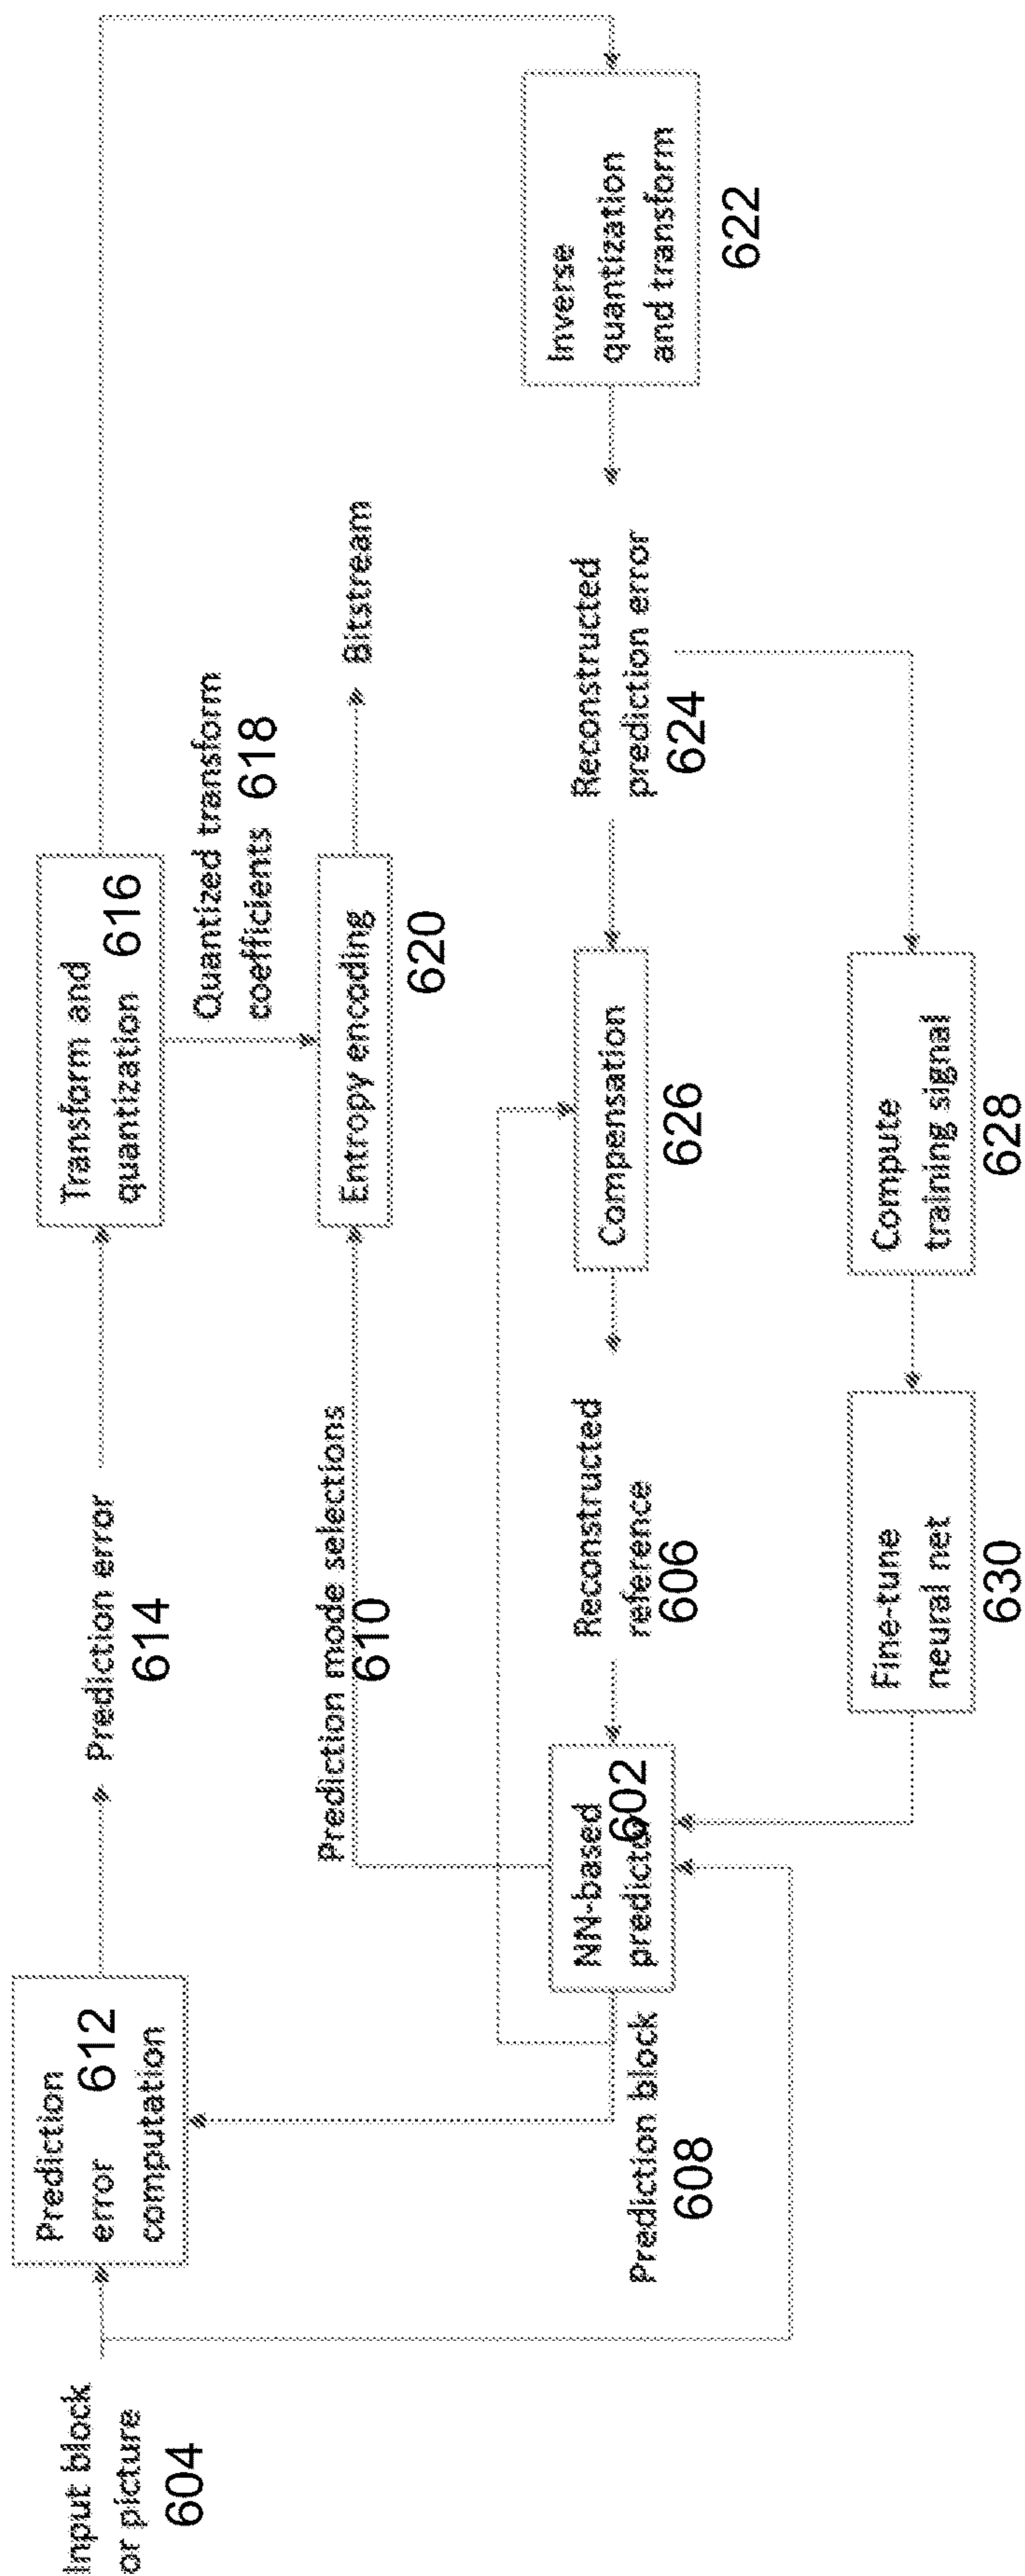 Input block
or picture
604
Prediction
error 612
computation
Prediction error
614
Transform and
quantization 616
Quantized transform
coefficients 618
Prediction mode selections
610
Entropy encoding
620
Bitstream
Prediction block
608
NN-based
602
predictor
Reconstructed
reference
606
Compensation
626
Reconstructed
prediction error
624
Inverse
quantization
and transform
622
Fine-tune
neural net
630
Compute
training signal
628